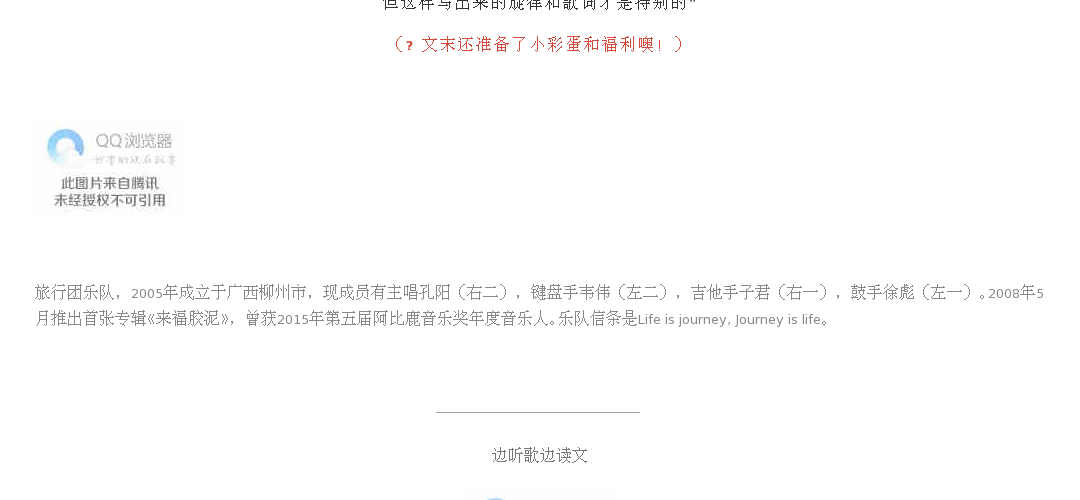 但这样写出来的旋律和歌词才是特别的”
（? 文末还准备了小彩蛋和福利噢！）
QQ浏览器
此图片来自腾讯
未经授权不可引用
旅行团乐队，2005年成立于广西柳州市，现成员有主唱孔阳（右二），键盘手韦伟（左二），吉他手子君（右一），鼓手徐彪（左一）。2008年5
月推出首张专辑《来福胶泥》，曾获2015年第五届阿比鹿音乐奖年度音乐人。乐队信条是Life is journey, Journey is life。
边听歌边读文